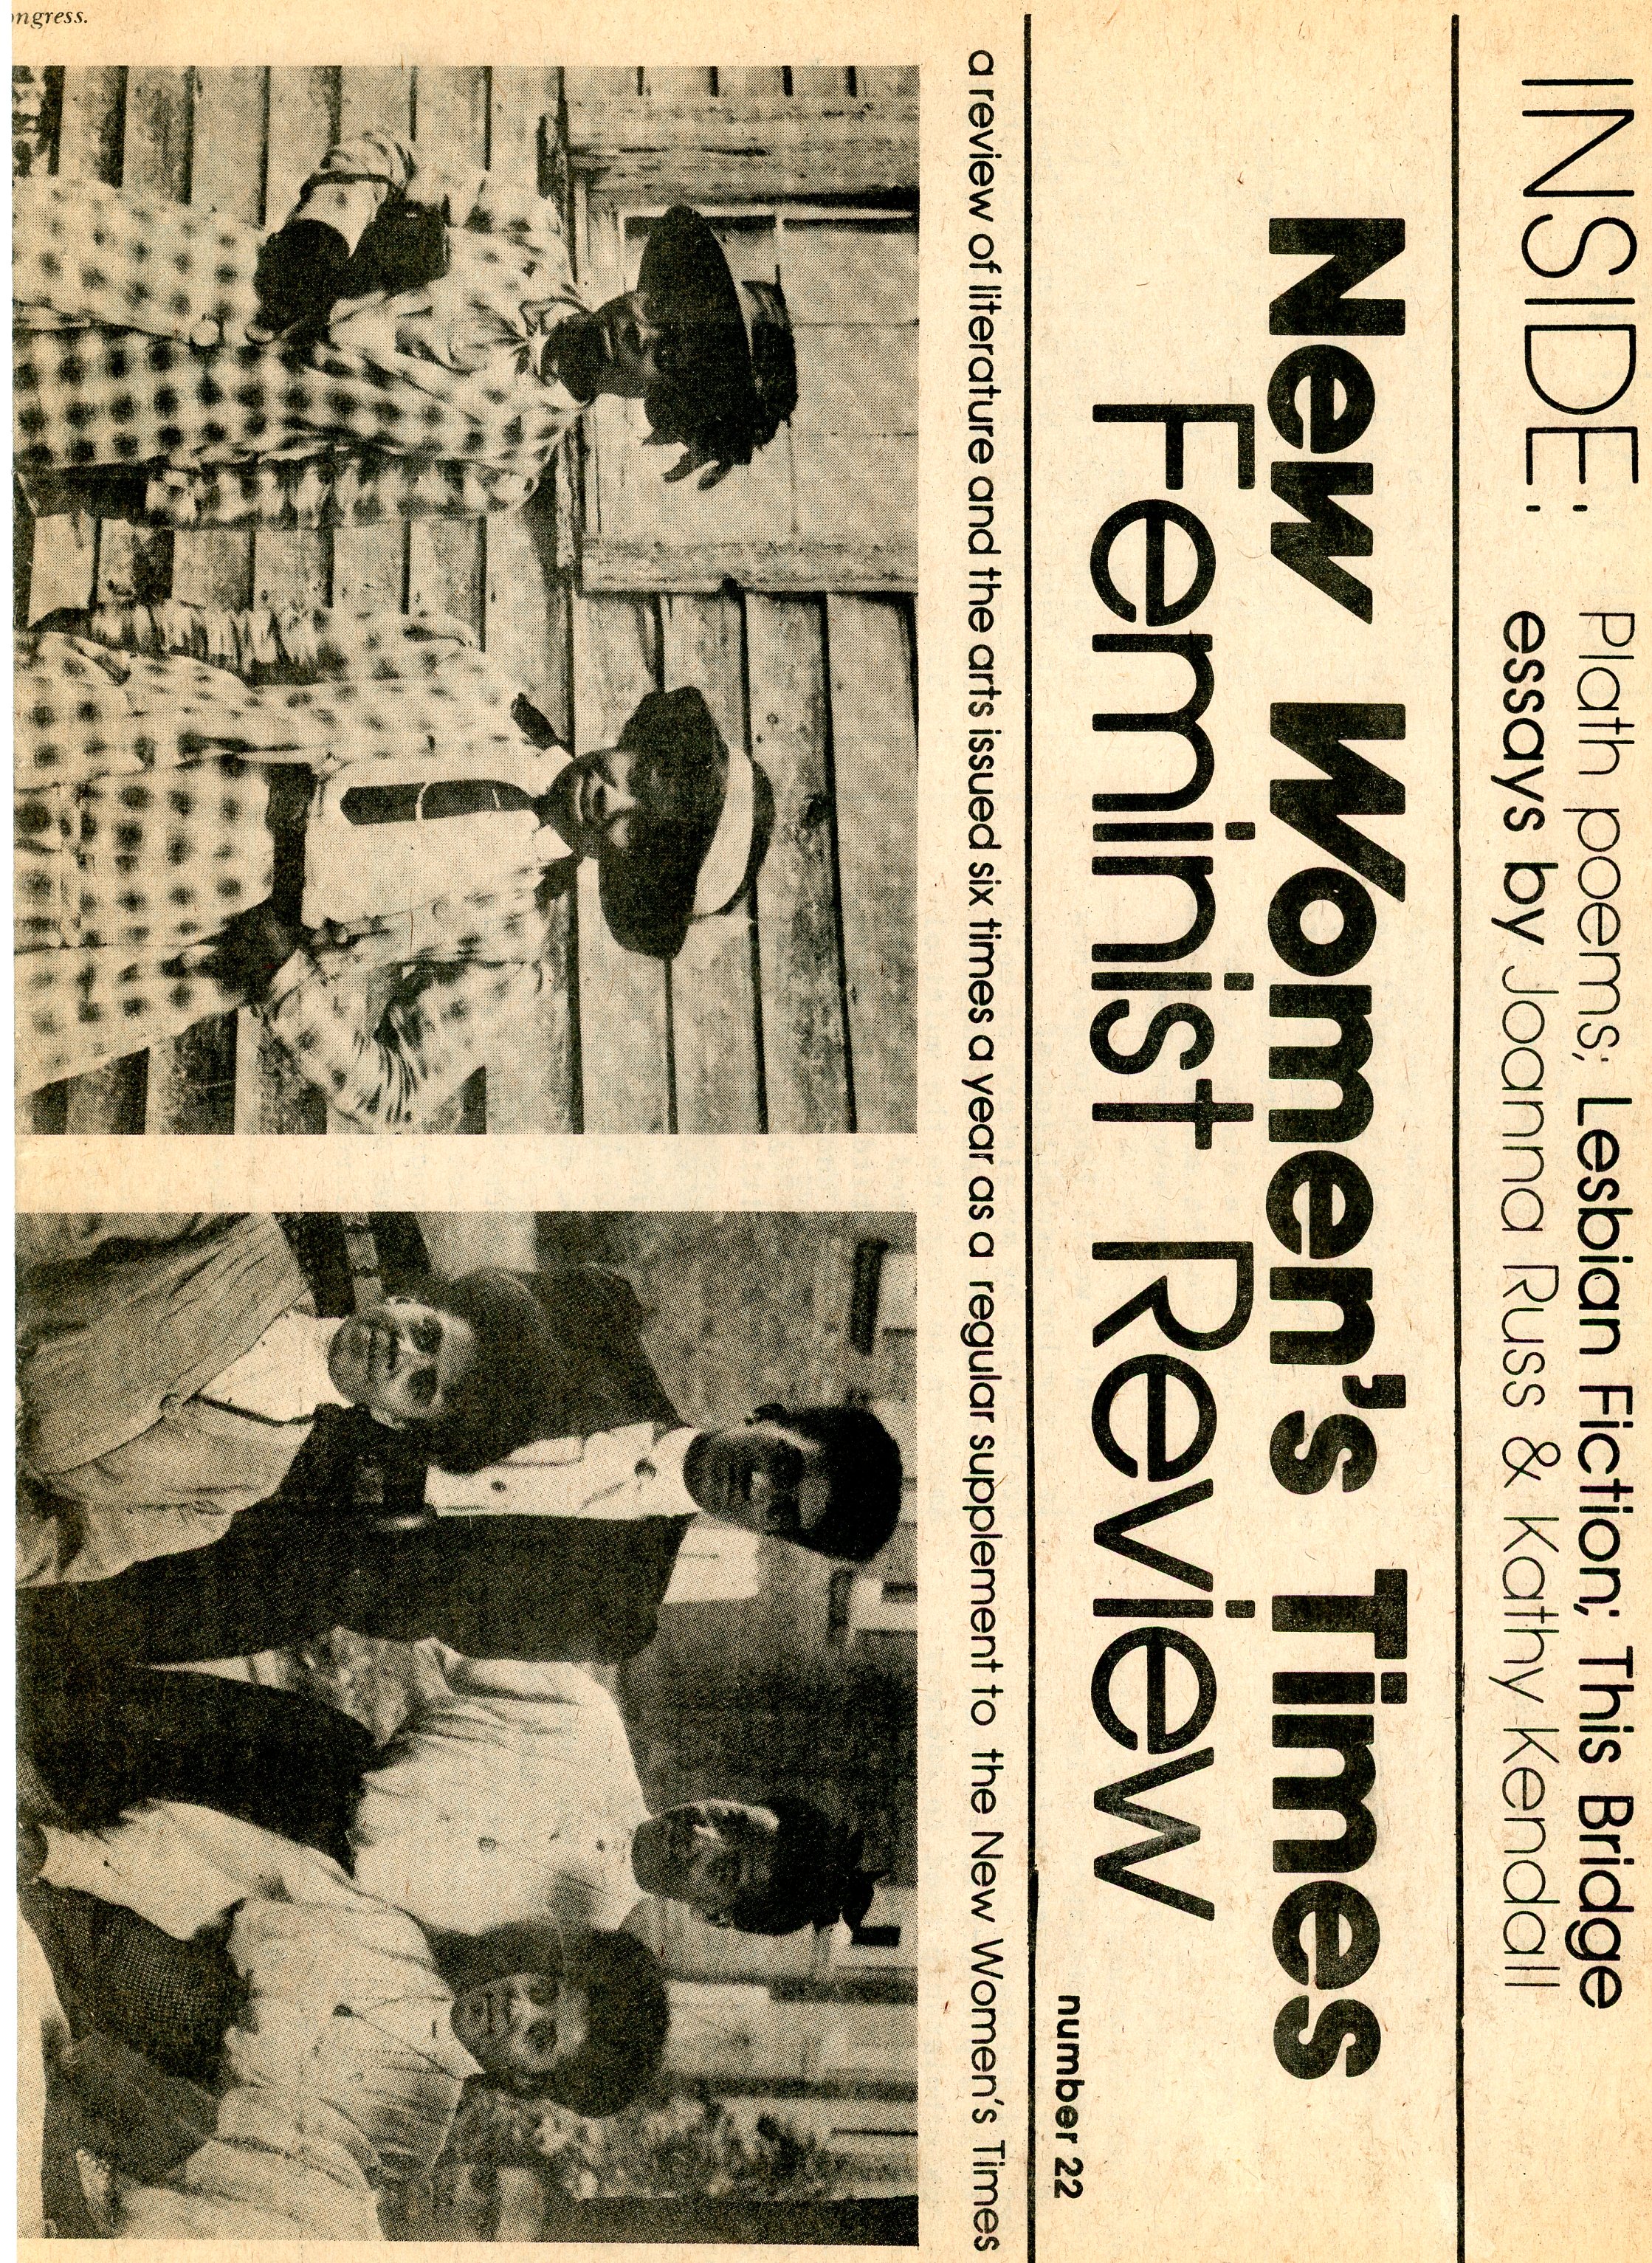 INSIDE:
Plath poems; Lesbian Fiction; This Bridge
essays by Joanna Russ & Kathy Kendall
New Women's Times
Feminist Review
number 22
a review of literature and the arts issued six times a year as a regular supplement to the New Women's Times
ongress.